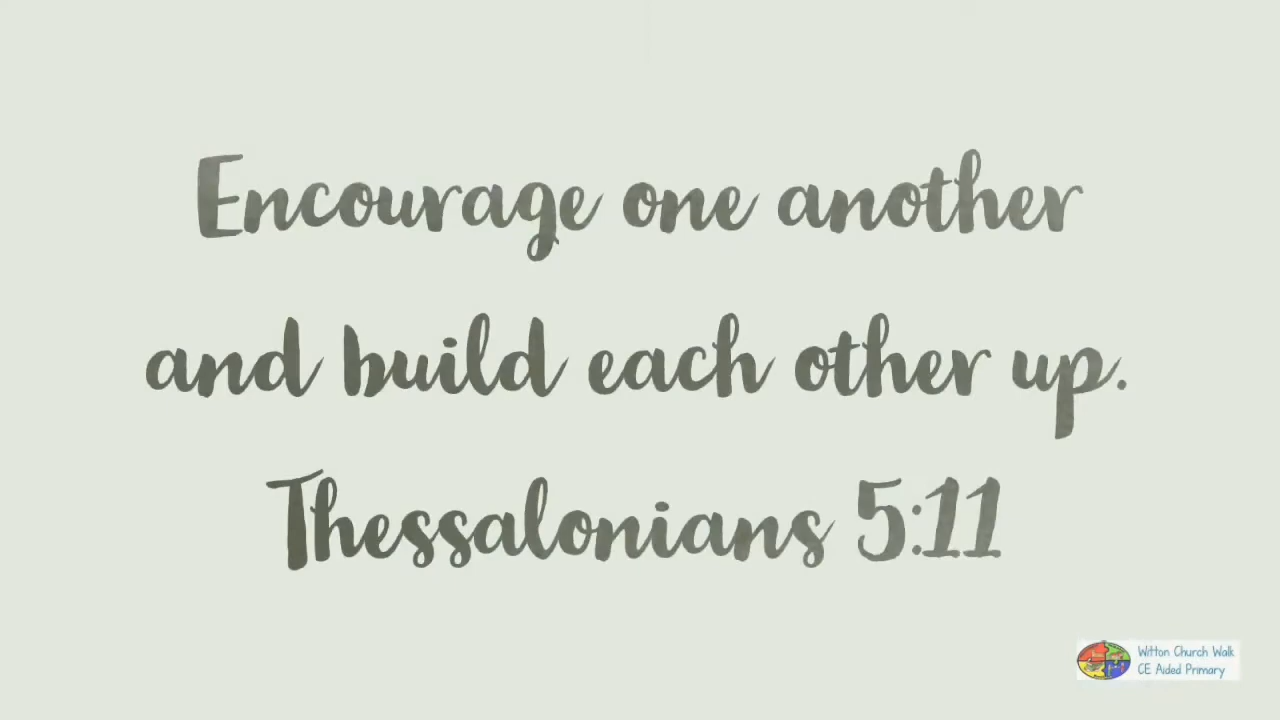 Encourage one another
and build each other up.
Thessalonians 5:11
Witton Church Walk
CE Aided Primary